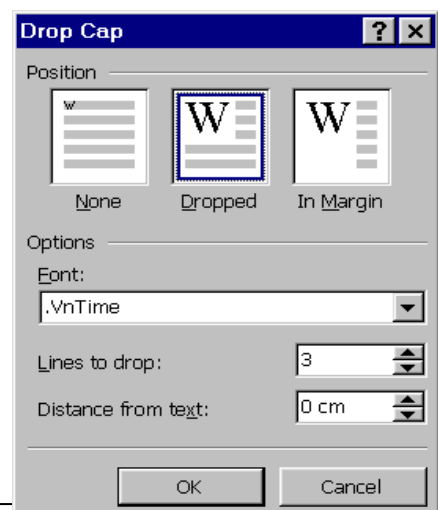 Drop Cap
Position
W W W
None Dropped In Margin
Options
Font:
.VnTime
Lines to drop: 3
Distance from text: 0 cm
OK Cancel